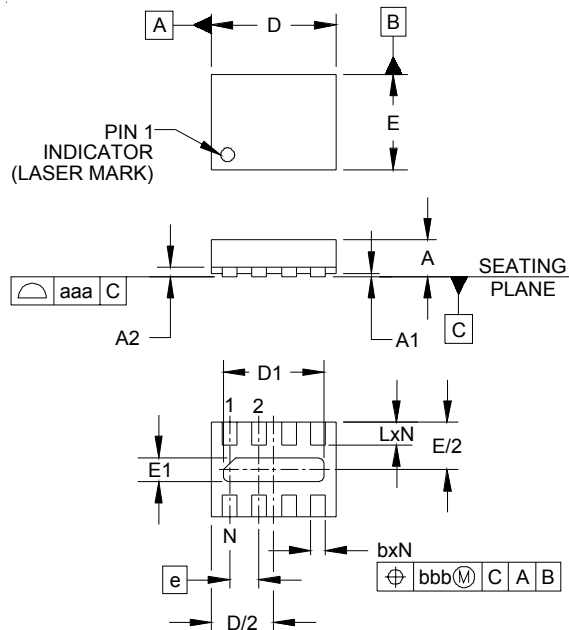 A
D
B
E
PIN 1
INDICATOR
(LASER MARK)
A
SEATING
PLANE
aaa C
A2
A1
C
D1
1 2
LxN
E/2
E1
N
bxN
e
bbb Ⓜ C A B
D/2